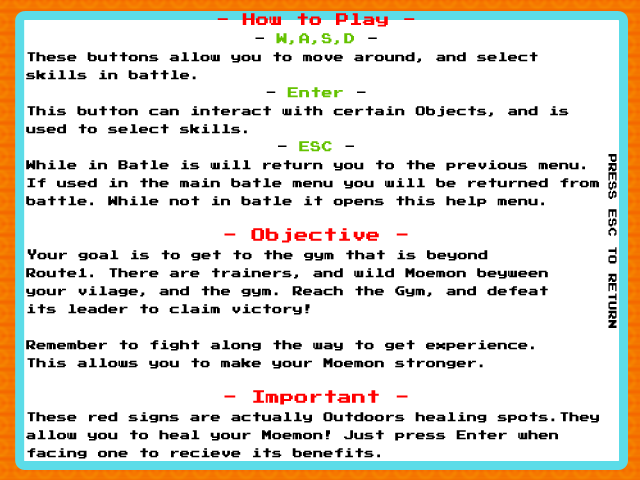 - How to Play -
- W,A,S,D -
These buttons allow you to move around, and select
skills in battle.
- Enter -
This button can interact with certain Objects, and is
used to select skills.
- ESC -
While in Batle is will return you to the previous menu.
If used in the main batle menu you will be returned from
battle. While not in batle it opens this help menu.
- Objective -
Your goal is to get to the gym that is beyond
Route1. There are trainers, and wild Moemon beyween
your vilage, and the gym. Reach the Gym, and defeat
its leader to claim victory!
Remember to fight along the way to get experience.
This allows you to make your Moemon stronger.
- Important -
These red signs are actually Outdoors healing spots.They
allow you to heal your Moemon! Just press Enter when
facing one to recieve its benefits.
PRESS ESC TO RETURN